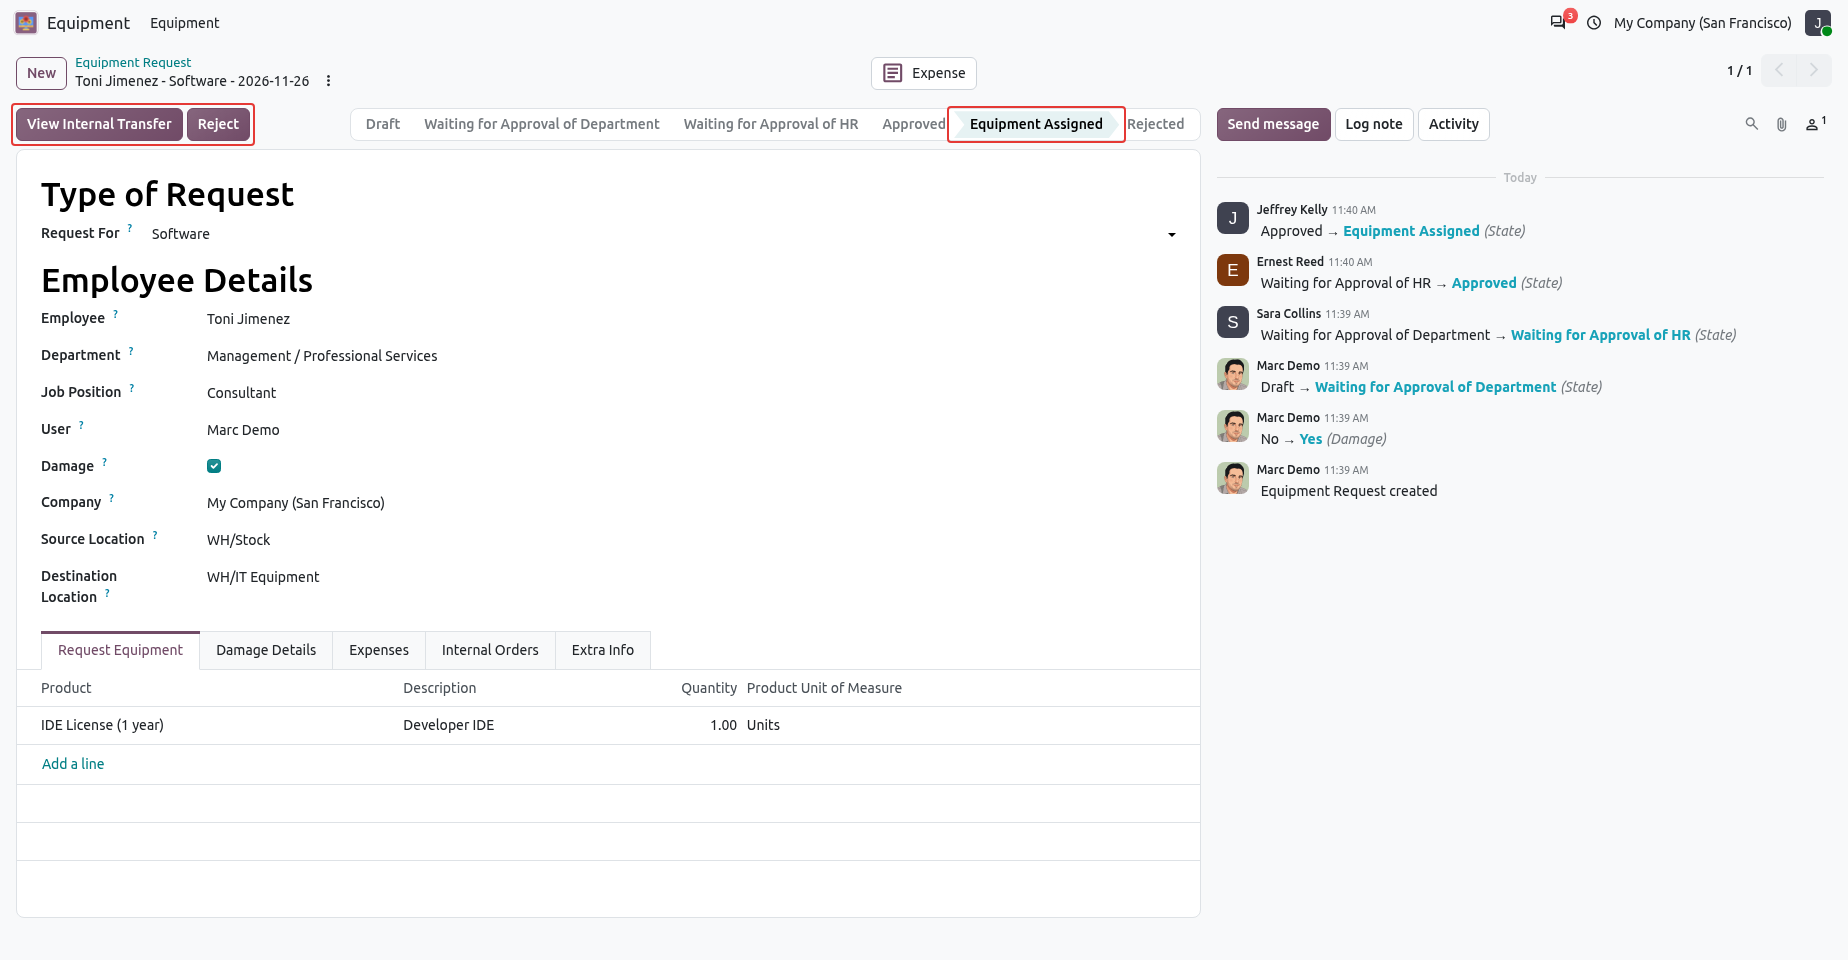 Equipment Equipment 3 My Company (San Francisco) J
New Equipment Request Expense 1 / 1
Toni Jimenez - Software - 2026-11-26
View Internal Transfer Reject Draft Waiting for Approval of Department Waiting for Approval of HR Approved Equipment Assigned Rejected Send message Log note Activity 1
Type of Request
Request For ? Software
Employee Details
Employee ? Toni Jimenez
Department ? Management / Professional Services
Job Position ? Consultant
User ? Marc Demo
Damage ?
Company ? My Company (San Francisco)
Source Location ? WH/Stock
Destination Location ? WH/IT Equipment
Request Equipment Damage Details Expenses Internal Orders Extra Info
Product Description Quantity Product Unit of Measure
IDE License (1 year) Developer IDE 1.00 Units
Add a line
Today
J Jeffrey Kelly 11:40 AM
Approved → Equipment Assigned (State)
E Ernest Reed 11:40 AM
Waiting for Approval of HR → Approved (State)
S Sara Collins 11:39 AM
Waiting for Approval of Department → Waiting for Approval of HR (State)
Marc Demo 11:39 AM
Draft → Waiting for Approval of Department (State)
Marc Demo 11:39 AM
No → Yes (Damage)
Marc Demo 11:39 AM
Equipment Request created